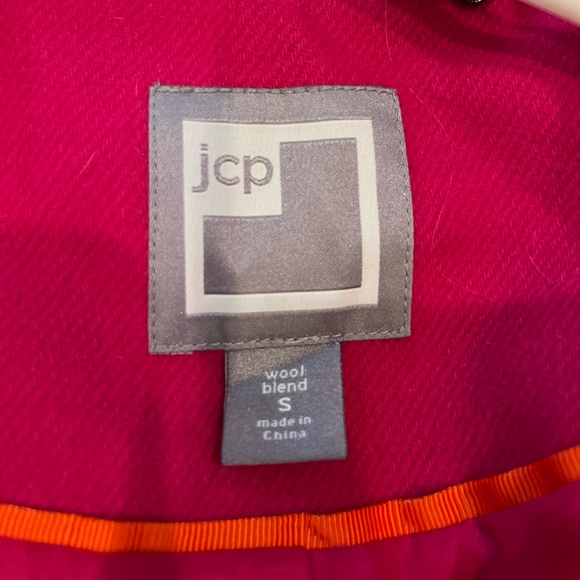 jcp
wool
blend
S
made in
China